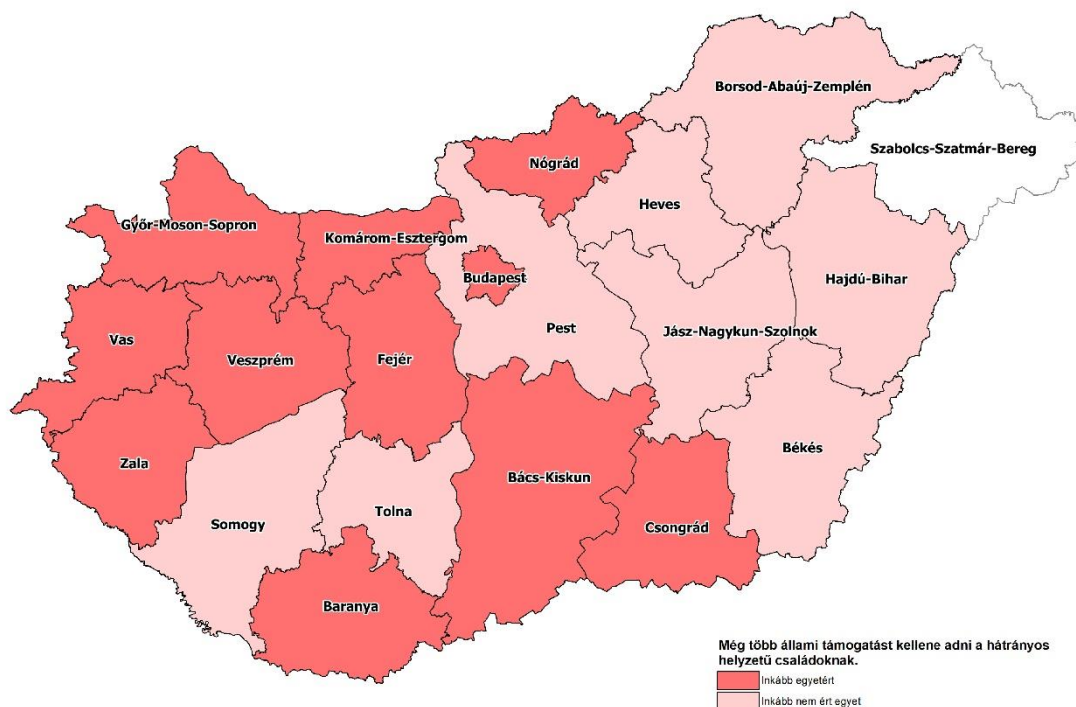 Borsod-Abaúj-Zemplén
Szabolcs-Szatmár-Bereg
Nógrád
Heves
Győr-Moson-Sopron
Komárom-Esztergom
Budapest
Hajdú-Bihar
Pest
Jász-Nagykun-Szolnok
Vas
Veszprém
Fejér
Békés
Zala
Bács-Kiskun
Tolna
Somogy
Csongrád
Baranya
Még több állami támogatást kellene adni a hátrányos
helyzetű családoknak.
Inkább egyetért
Inkább nem ért egyet